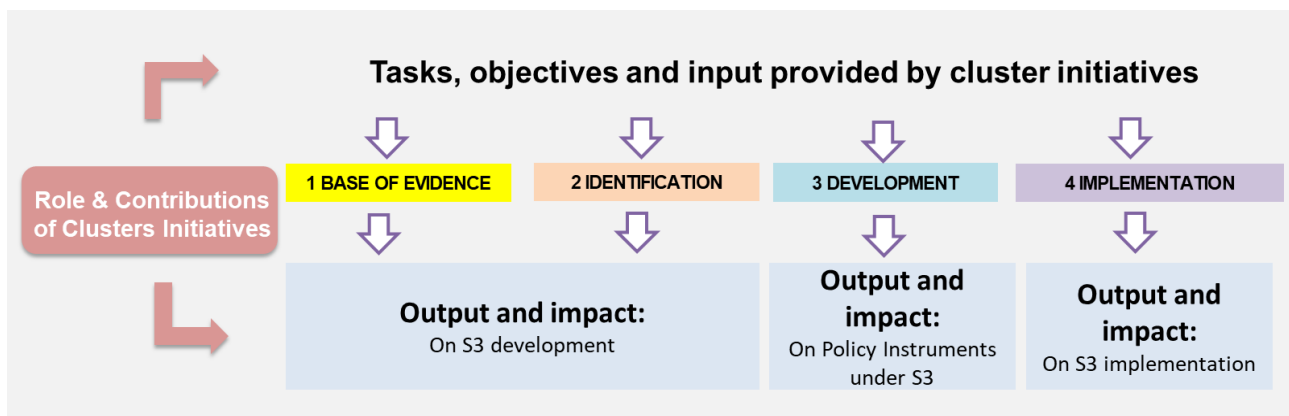 Tasks, objectives and input provided by cluster initiatives
Role & Contributions
of Clusters Initiatives
1 BASE OF EVIDENCE
2 IDENTIFICATION
3 DEVELOPMENT
4 IMPLEMENTATION
Output and impact:
On S3 development
Output and
impact:
On Policy Instruments
under S3
Output and
impact:
On S3 implementation